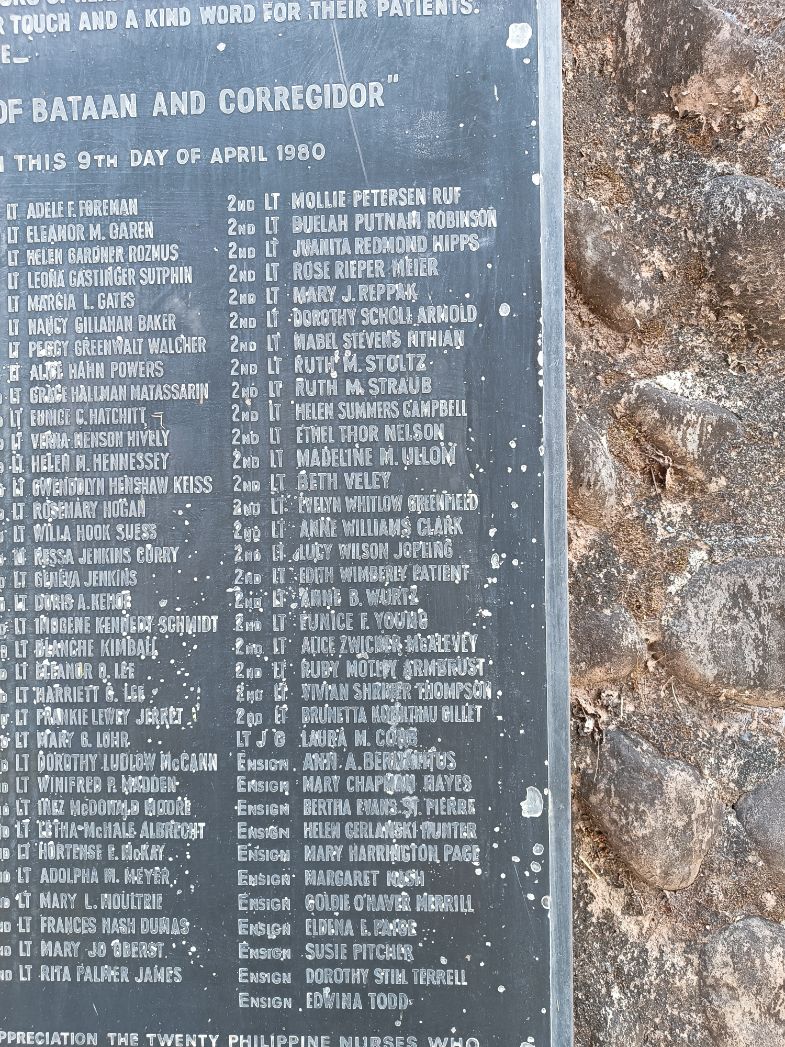 R TOUCH AND A KIND WORD FOR THEIR PATIENTS.
OF BATAAN AND CORREGIDOR"
THIS 9TH DAY OF APRIL 1980
LT ADELE F. FOREMAN
LT ELEANOR M. GAREN
LT HELEN GARDNER ROZMUS
LT LEONA GASTINGER SUTPHIN
LT MARCIA L. GATES
LT NANCY GILLAHAN BAKER
LT PEGGY GREENWALT WALCHER
LT ALICE HAHN POWERS
LT GRACE HALLMAN MATASSARIN
LT EUNICE C. HATCHITT
LT VERNA HENSON HIVELY
LT HELEN M. HENNESSEY
LT GWENDOLYN HENSHAW KEISS
LT ROSEMARY HOGAN
LT WILLA HOOK SUESS
RESSA JENKINS CURRY
LT GENEVA JENKINS
LT DORIS A. KEHOE
LT IMOGENE KENNEDY SCHMIDT
LT BLANCHE KIMBALL
LT ELEANOR O. LEE
LT HARRIETT G. LEE
LT FRANKIE LEWEY JERRET
LT MARY G. LOHR
LT DOROTHY LUDLOW McCANN
LT WINIFRED P. MADDEN
LT INEZ McDONALD MOORE
LT LETHA McHALE ALBRECHT
LT HORTENSE E. McKAY
LT ADOLPHA M. MEYER
LT MARY L. MOULTRIE
LT FRANCES NASH DUMAS
LT MARY JO OBERST
LT RITA PALMER JAMES
2ND LT MOLLIE PETERSEN RUF
2ND LT BUELAH PUTNAM ROBINSON
2ND LT JUANITA REDMOND HIPPS
2ND LT ROSE RIEPER MEIER
2ND LT MARY J. REPPAK
2ND LT DOROTHY SCHOLL ARMOLD
2ND LT MABEL STEVENS MTHIAN
2ND LT RUTH M. STOLTZ
2ND LT RUTH M. STRAUB
2ND LT HELEN SUMMERS CAMPBELL
2ND LT ETHEL THOR NELSON
2ND LT MADELINE M. ULLOM
2ND LT BETH VELEY
2ND LT EVELYN WHITLOW GREENFIELD
2ND LT ANNE WILLIAMS CLARK
2ND LT LUCY WILSON JOPLING
2ND LT EDITH WIMBERLY PATIENT
2ND LT ANNE B. WURTZ
2ND LT EUNICE F. YOUNG
2ND LT ALICE ZWICKER McALEVEY
2ND LT RUBY MOTLEY ARMBRUST
2ND LT VIVIAN SHERER THOMPSON
2ND LT BRUNETTA KUEHLTHAU GILLET
LT J G LAURA M. COBB
ENSIGN ANN A. BERNATITUS
ENSIGN MARY CHAPMAN HAYES
ENSIGN BERTHA EVANS ST. PIERRE
ENSIGN HELEN GERLANSKI HUNTER
ENSIGN MARY HARRINGTON PAGE
ENSIGN MARGARET NASH
ENSIGN GOLDIE O'HAVER MERRILL
ENSIGN ELDENA E. PAIGE
ENSIGN SUSIE PITCHER
ENSIGN DOROTHY STILL TERRELL
ENSIGN EDWINA TODD
PPRECIATION THE TWENTY PHILIPPINE NURSES WHO